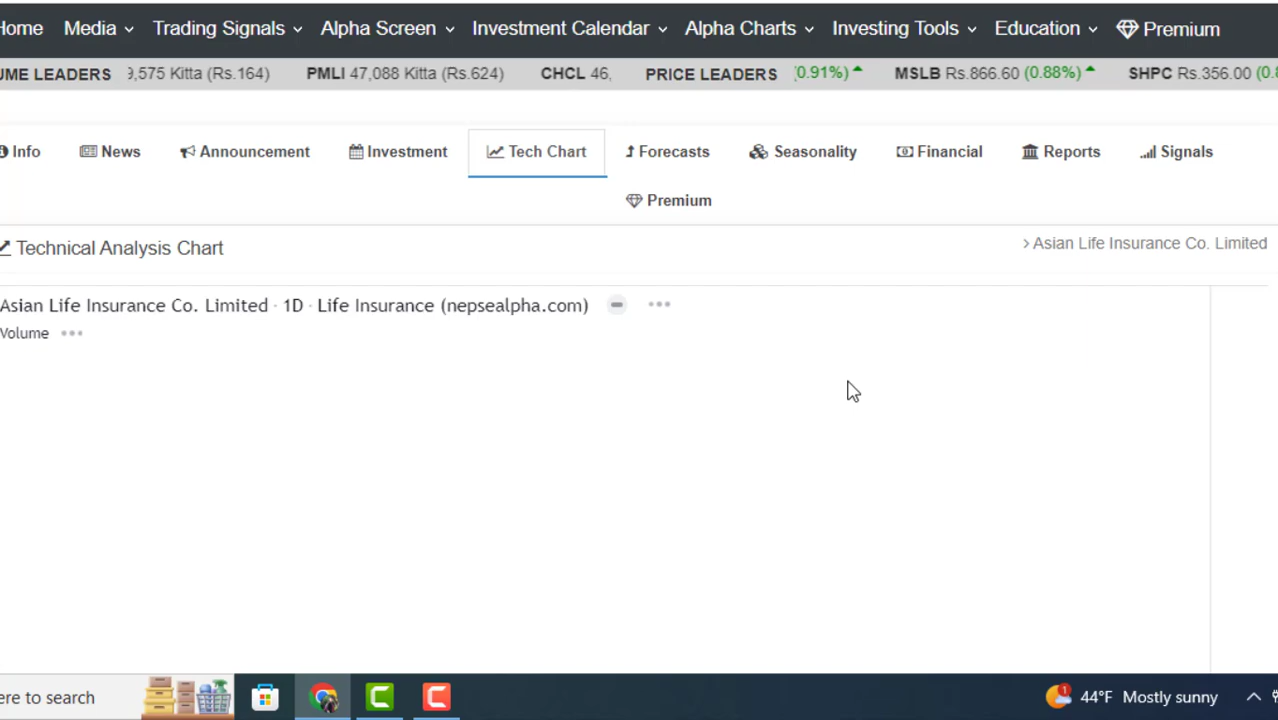 Home Media Trading Signals Alpha Screen Investment Calendar Alpha Charts Investing Tools Education Premium
UME LEADERS 9,575 Kitta (Rs.164) PMLI 47,088 Kitta (Rs.624) CHCL 46, PRICE LEADERS (0.91%) MSLB Rs.866.60 (0.88%) SHPC Rs.356.00 (0.8
Info News Announcement Investment Tech Chart Forecasts Seasonality Financial Reports Signals
Premium
Technical Analysis Chart > Asian Life Insurance Co. Limited
Asian Life Insurance Co. Limited · 1D · Life Insurance (nepsealpha.com)
Volume
ere to search 1 44°F Mostly sunny